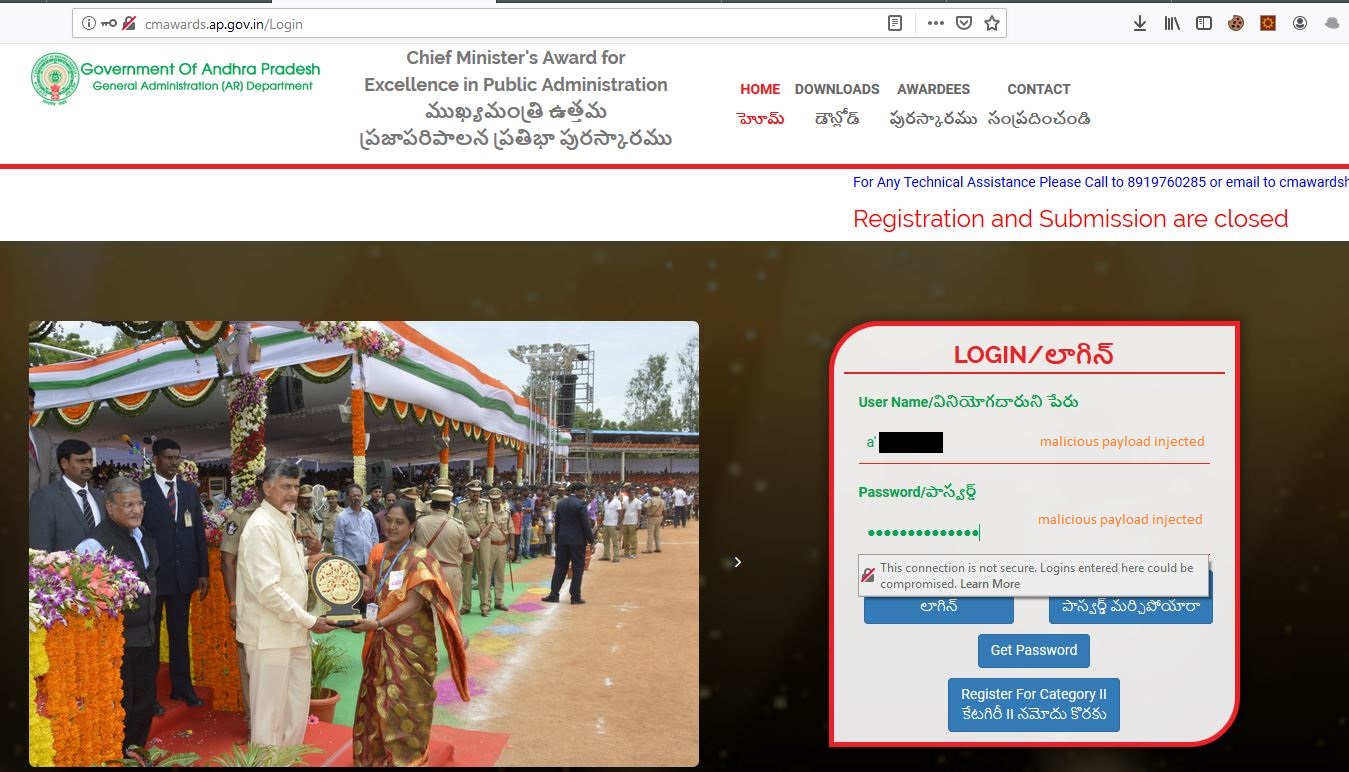 cmawards.ap.gov.in/Login
Government Of Andhra Pradesh
General Administration (AR) Department
Chief Minister's Award for
Excellence in Public Administration
ముఖ్యమంత్రి ఉత్తమ
ప్రజాపరిపాలన ప్రతిభా పురస్కారము
HOME DOWNLOADS AWARDEES CONTACT
హెూమ్ డౌన్లోడ్ పురస్కారము సంప్రదించండి
For Any Technical Assistance Please Call to 8919760285 or email to cmawardsh
Registration and Submission are closed
LOGIN/లాగిన్
User Name/వినియోగదారుని పేరు
a' malicious payload injected
Password/పాస్వర్డ్
malicious payload injected
This connection is not secure. Logins entered here could be
compromised. Learn More
లాగిన్ పాస్వర్డ్ మర్చిపోయారా
Get Password
Register For Category II
కేటగిరీ II నమోదు కొరకు